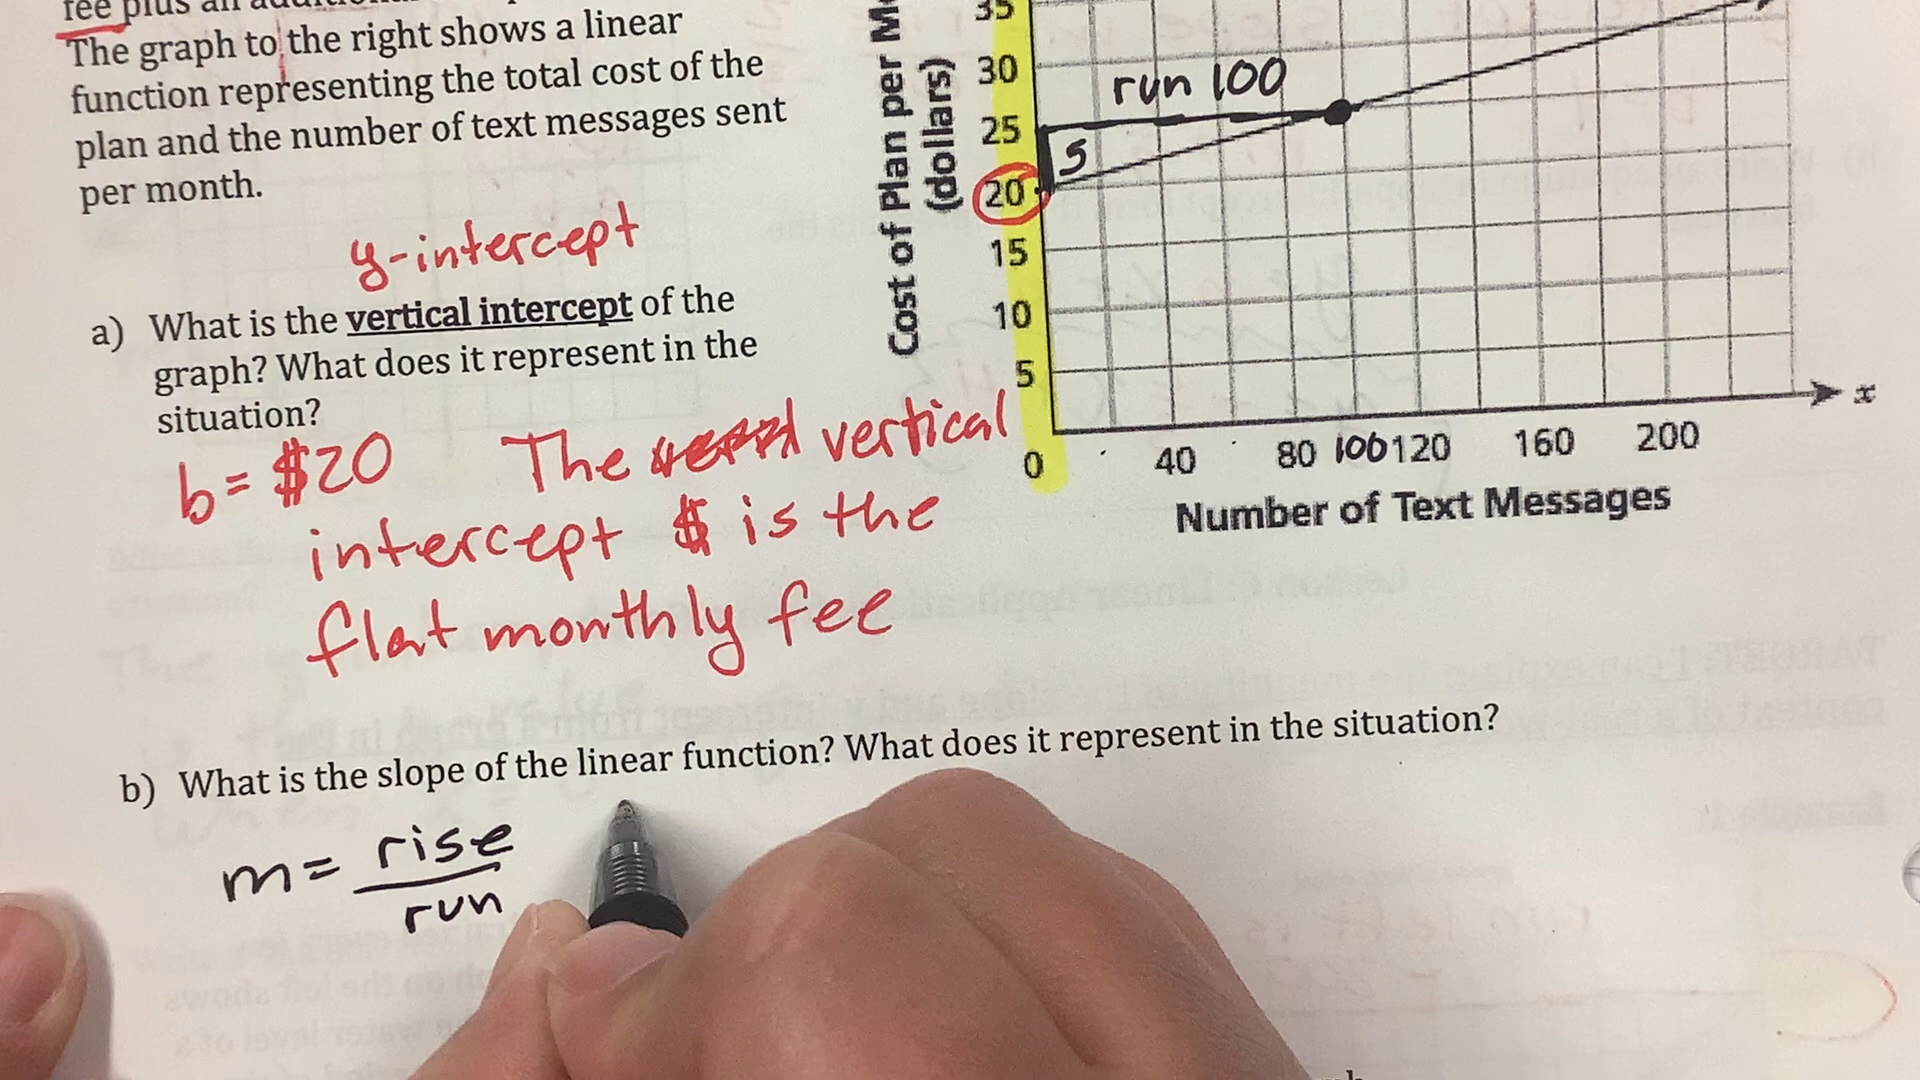 fee plus an
The graph to the right shows a linear
function representing the total cost of the
plan and the number of text messages sent
per month.
y-intercept
a) What is the vertical intercept of the
graph? What does it represent in the
situation?
b = $20 The vertical
intercept $ is the
flat monthly fee
Cost of Plan per
(dollars)
35
30
25
20
15
10
5
0
run 100
5
40 80 100 120 160 200
x
Number of Text Messages
b) What is the slope of the linear function? What does it represent in the situation?
m = rise
run